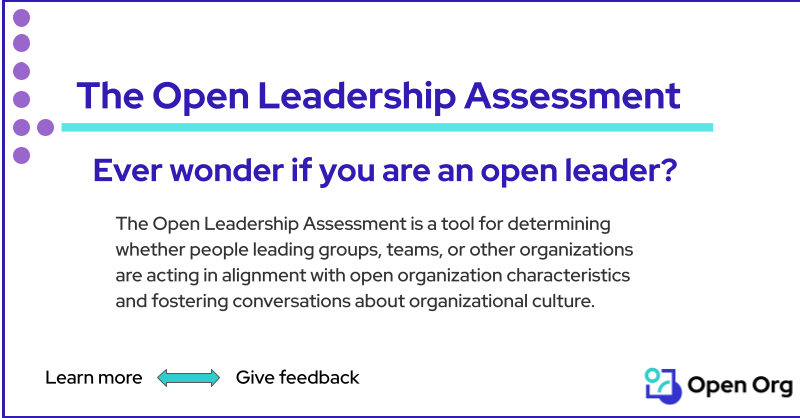 The Open Leadership Assessment
Ever wonder if you are an open leader?
The Open Leadership Assessment is a tool for determining
whether people leading groups, teams, or other organizations
are acting in alignment with open organization characteristics
and fostering conversations about organizational culture.
Learn more
Give feedback
Open Org